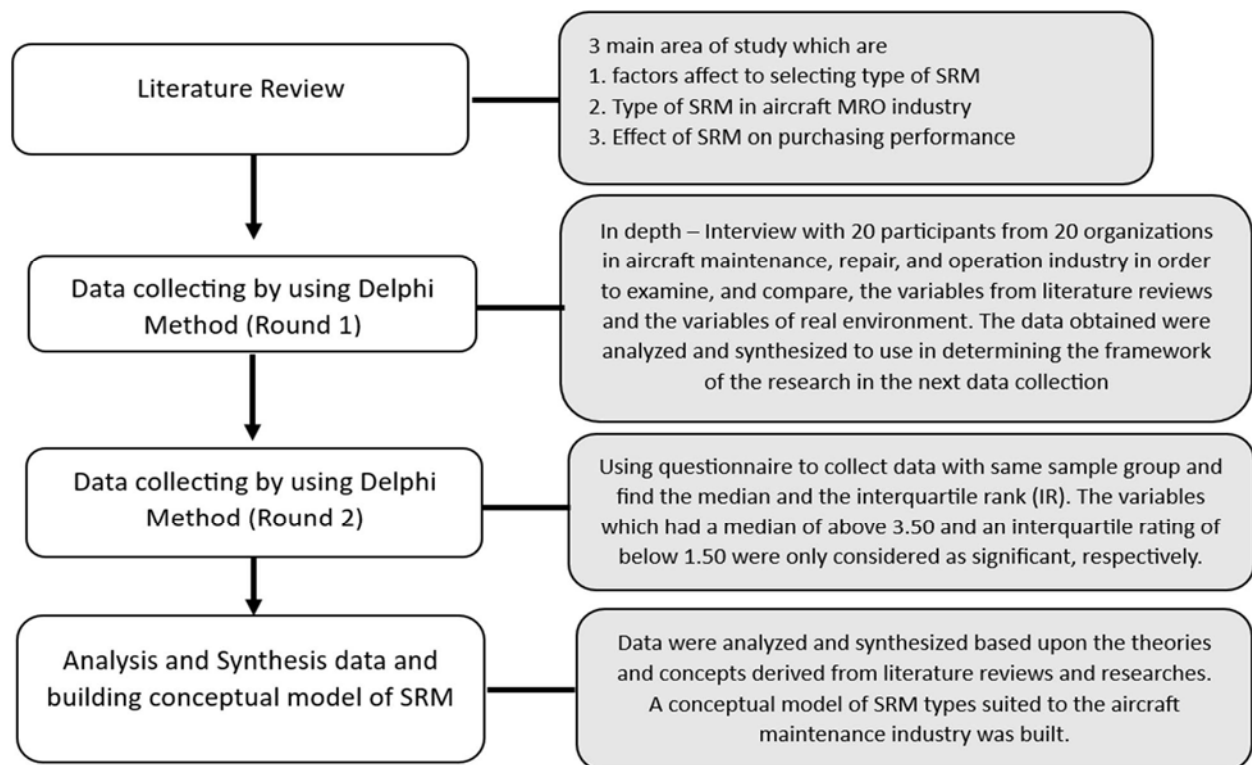 Literature Review
3 main area of study which are
1. factors affect to selecting type of SRM
2. Type of SRM in aircraft MRO industry
3. Effect of SRM on purchasing performance
Data collecting by using Delphi
Method (Round 1)
In depth – Interview with 20 participants from 20 organizations
in aircraft maintenance, repair, and operation industry in order
to examine, and compare, the variables from literature reviews
and the variables of real environment. The data obtained were
analyzed and synthesized to use in determining the framework
of the research in the next data collection
Data collecting by using Delphi
Method (Round 2)
Using questionnaire to collect data with same sample group and
find the median and the interquartile rank (IR). The variables
which had a median of above 3.50 and an interquartile rating of
below 1.50 were only considered as significant, respectively.
Analysis and Synthesis data and
building conceptual model of SRM
Data were analyzed and synthesized based upon the theories
and concepts derived from literature reviews and researches.
A conceptual model of SRM types suited to the aircraft
maintenance industry was built.